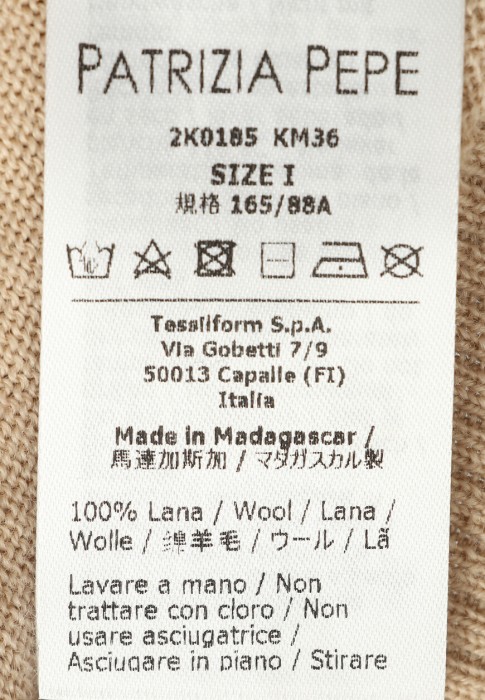 PATRIZIA PEPE
2K0185 KM36
SIZE I
規格 165/88A
Tessilform S.p.A.
Via Gobetti 7/9
50013 Capalle (FI)
Italia
Made in Madagascar /
馬達加斯加 / マダガスカル製
100% Lana / Wool / Lana /
Wolle / 绵羊毛 / ウール / Lã
Lavare a mano / Non
trattare con cloro / Non
usare asciugatrice /
Asciugare in piano / Stirare